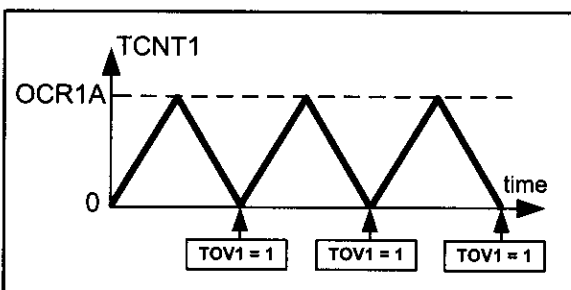 TCNT1
OCR1A
time
0
TOV1 = 1 TOV1 = 1 TOV1 = 1